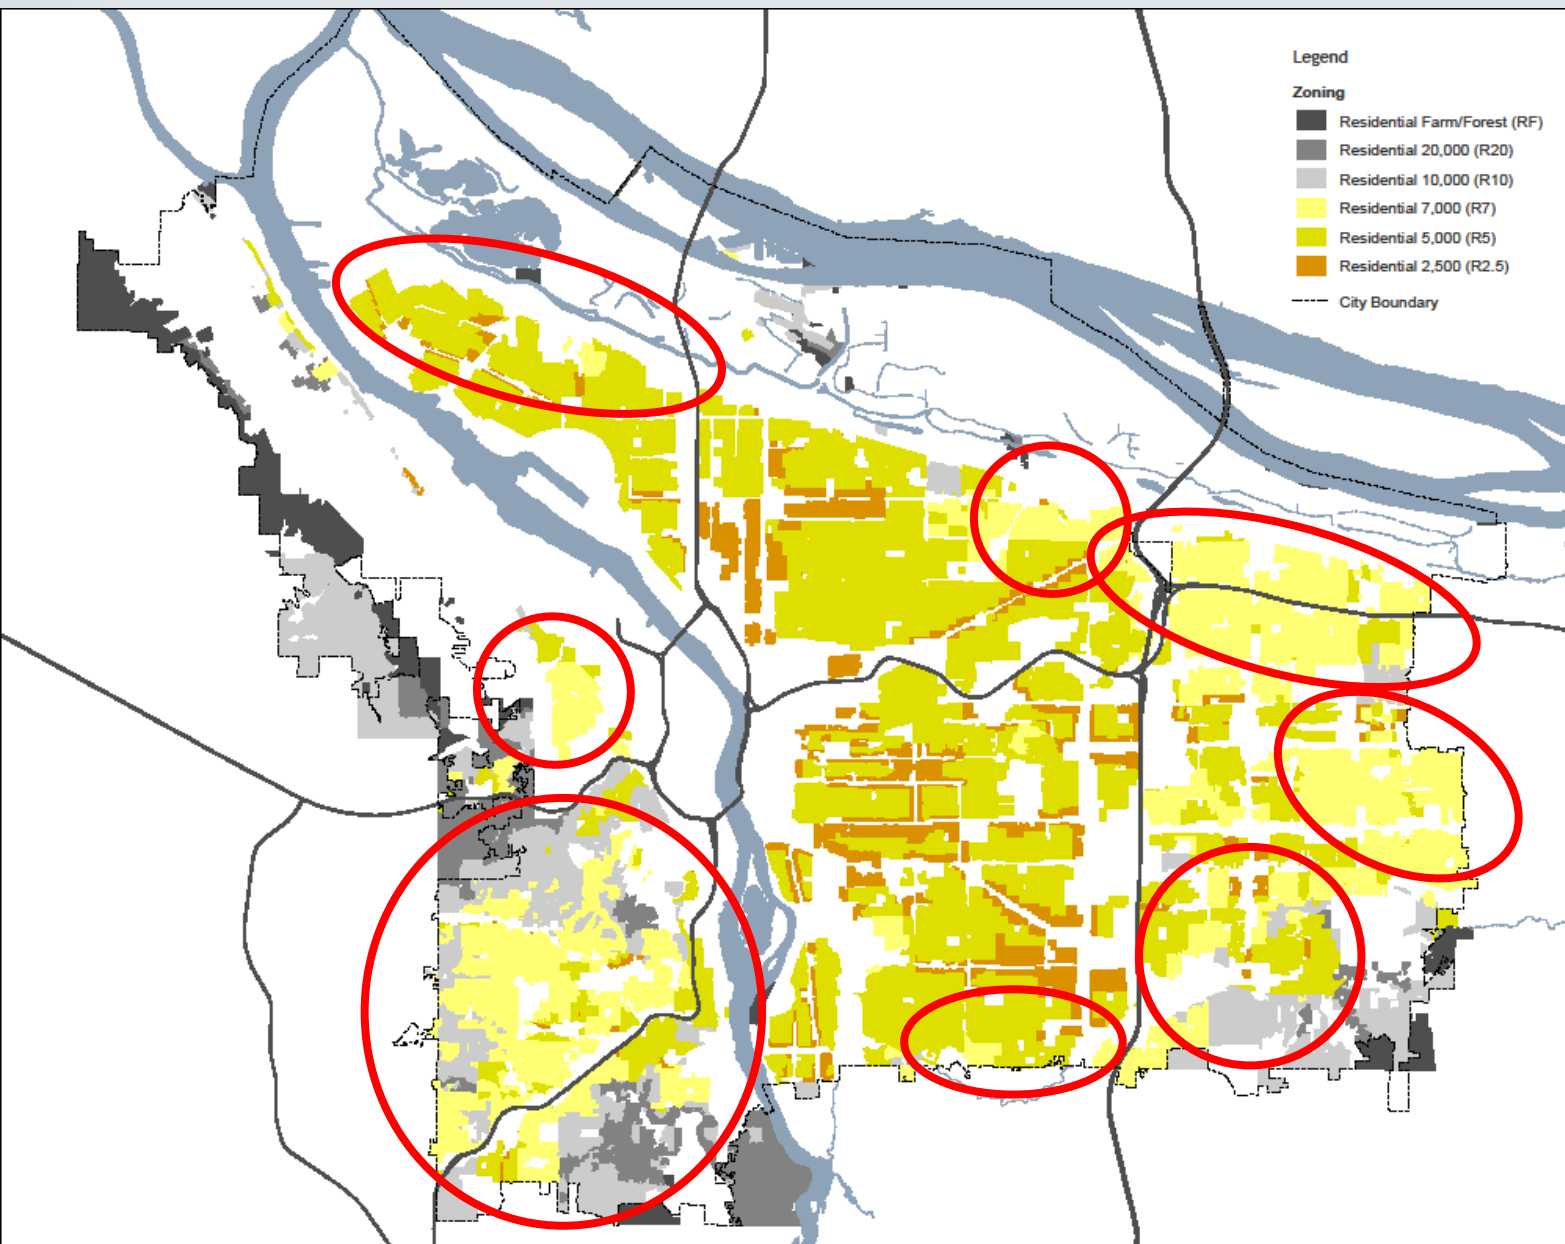 Legend
Zoning
Residential Farm/Forest (RF)
Residential 20,000 (R20)
Residential 10,000 (R10)
Residential 7,000 (R7)
Residential 5,000 (R5)
Residential 2,500 (R2.5)
City Boundary